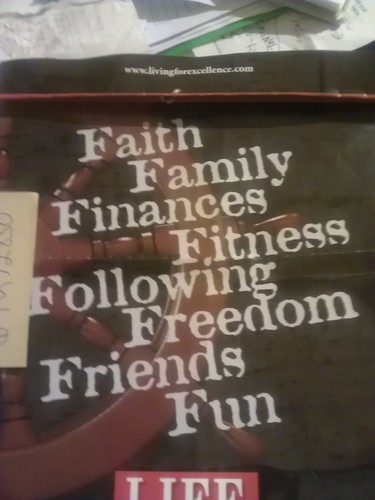 www.livingforexcellence.com
Faith
Family
Finances
Fitness
Following
Freedom
Friends
Fun
LIFE